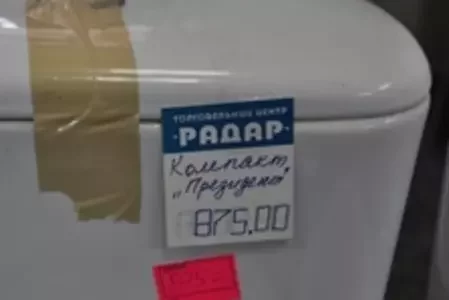 ТОРГОВЕЛЬНИЙ ЦЕНТР
·РАДАР·
Компакт
„Президент"
875.00